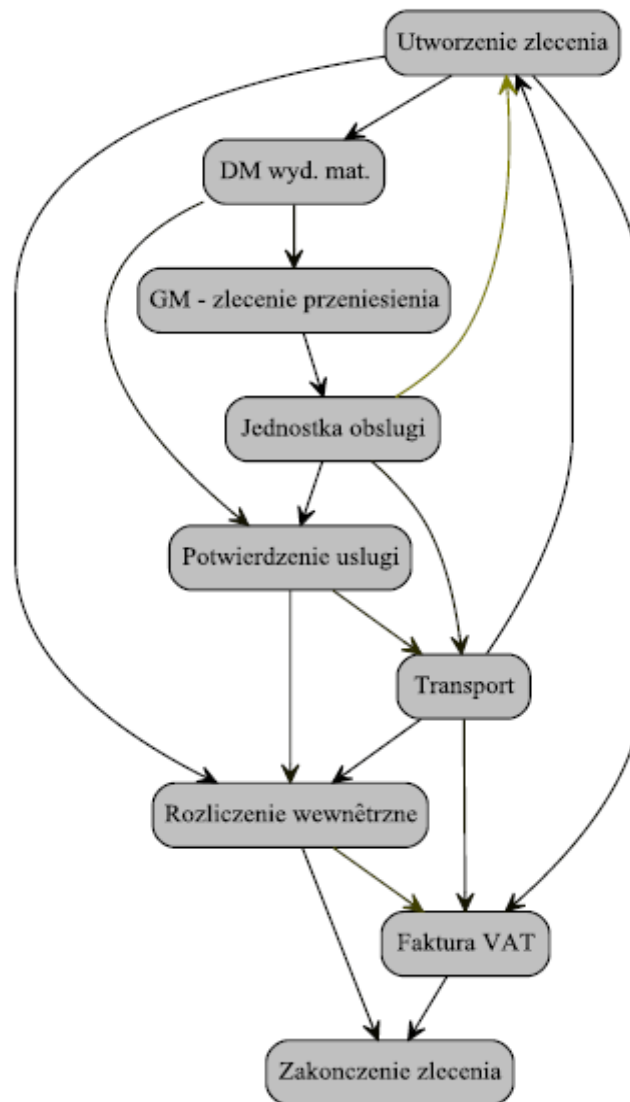 Utworzenie zlecenia
DM wyd. mat.
GM - zlecenie przeniesienia
Jednostka obslugi
Potwierdzenie uslugi
Transport
Rozliczenie wewnêtrzne
Faktura VAT
Zakonczenie zlecenia